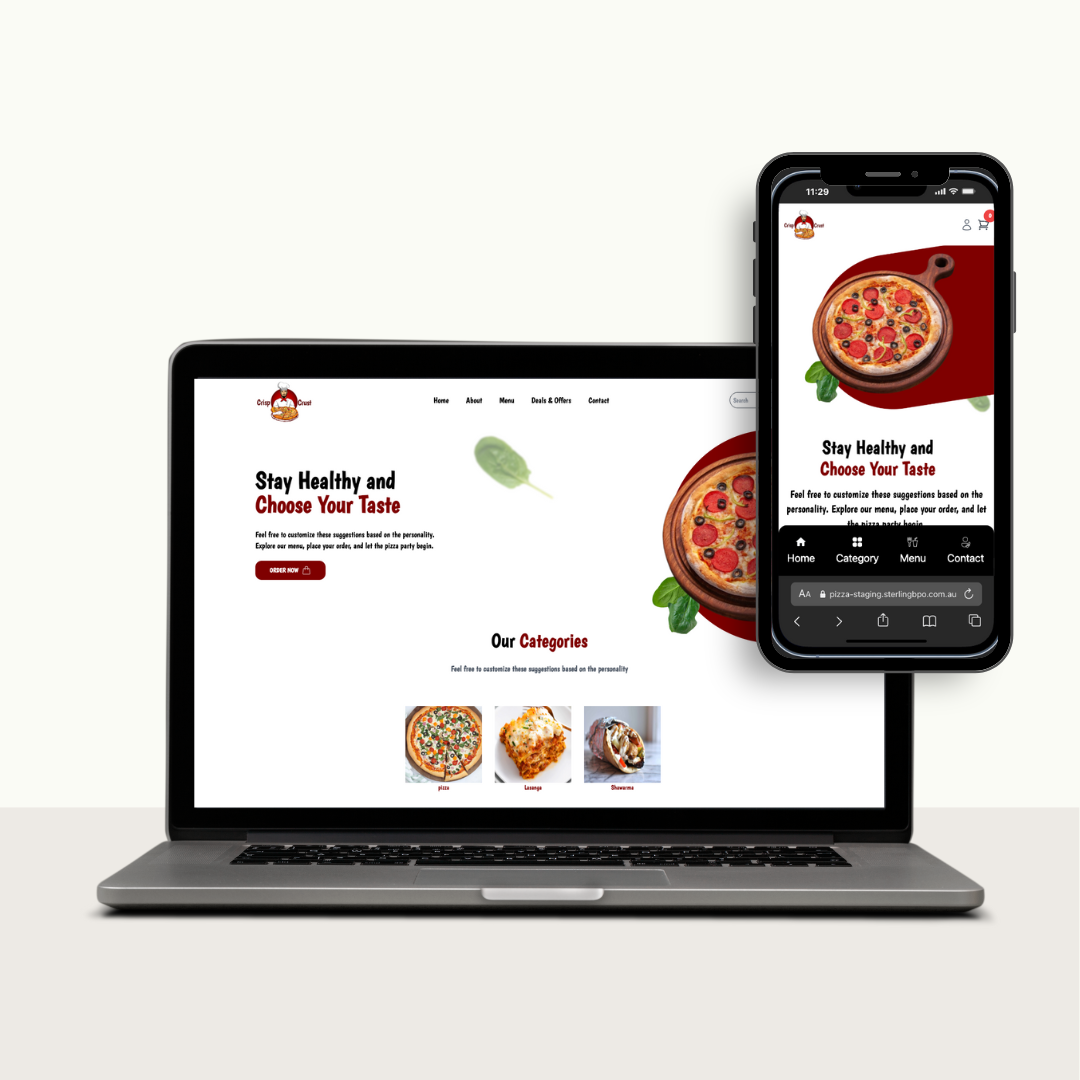 Crisp Crust
Home About Menu Deals & Offers Contact
Search
Stay Healthy and
Choose Your Taste
Feel free to customize these suggestions based on the personality.
Explore our menu, place your order, and let the pizza party begin.
ORDER NOW
Our Categories
Feel free to customize these suggestions based on the personality
pizza
Lasanga
Shawarma
11:29
Crisp Crust
0
Stay Healthy and
Choose Your Taste
Feel free to customize these suggestions based on the
personality. Explore our menu, place your order, and let
the pizza party begin.
Home Category Menu Contact
AA pizza-staging.sterlingbpo.com.au